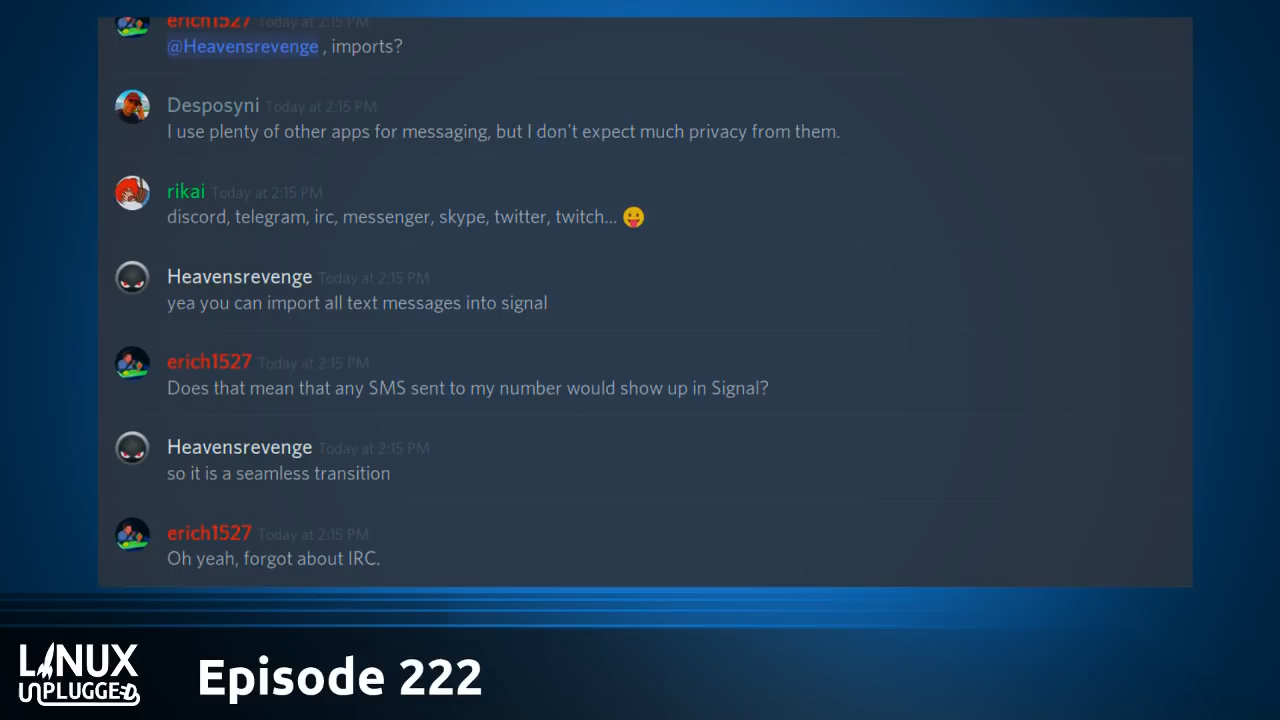 erich1527 Today at 2:15 PM
@Heavensrevenge , imports?
Desposyni Today at 2:15 PM
I use plenty of other apps for messaging, but I don't expect much privacy from them.
rikai Today at 2:15 PM
discord, telegram, irc, messenger, skype, twitter, twitch... 😛
Heavensrevenge Today at 2:15 PM
yea you can import all text messages into signal
erich1527 Today at 2:15 PM
Does that mean that any SMS sent to my number would show up in Signal?
Heavensrevenge Today at 2:15 PM
so it is a seamless transition
erich1527 Today at 2:15 PM
Oh yeah, forgot about IRC.
LINUX
UNPLUGGED
Episode 222